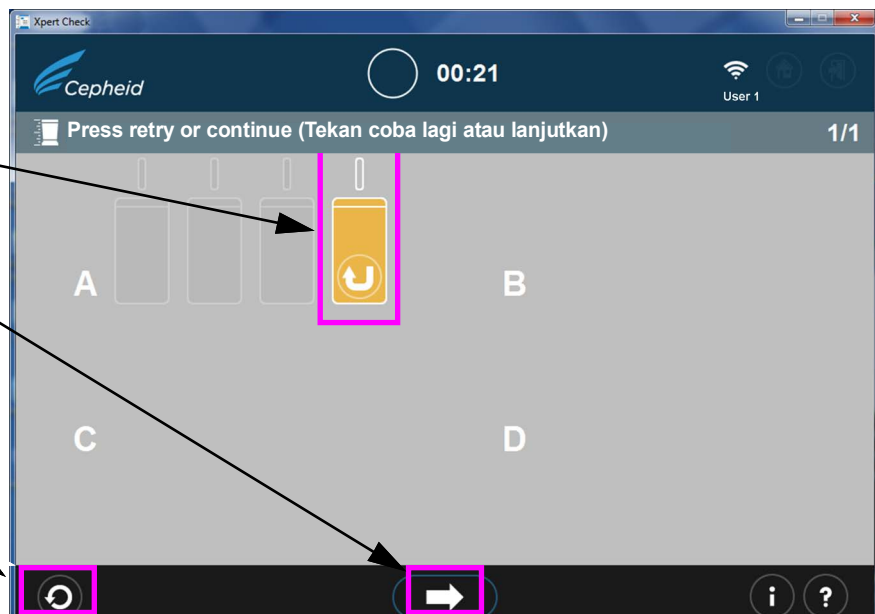 Xpert Check
Cepheid
00:21
User 1
Press retry or continue (Tekan coba lagi atau lanjutkan)
1/1
A
B
C
D
i
?